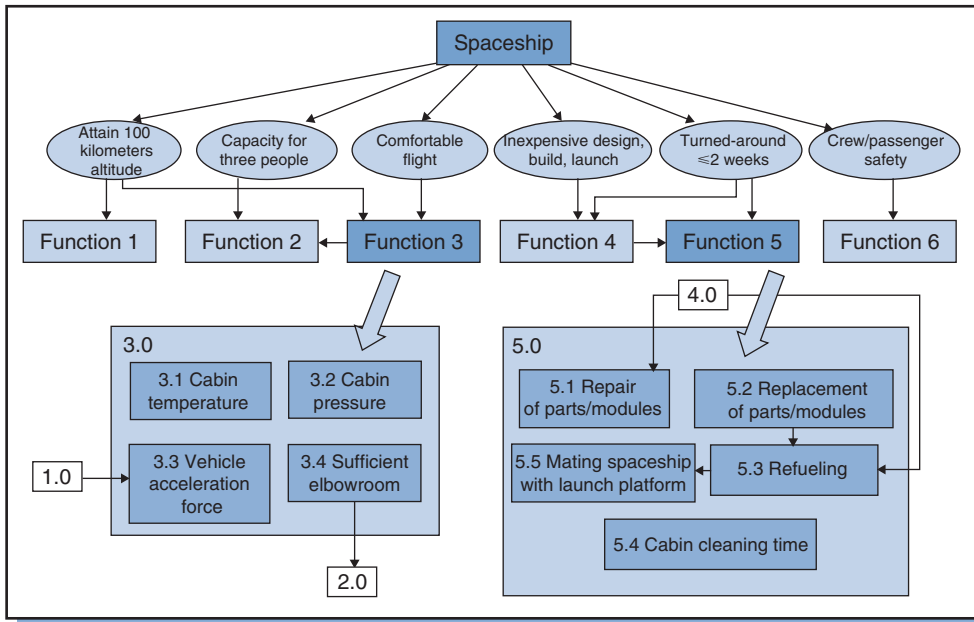 Spaceship
Attain 100
kilometers
altitude
Capacity for
three people
Comfortable
flight
Inexpensive design,
build, launch
Turned-around
≤2 weeks
Crew/passenger
safety
Function 1
Function 2
Function 3
Function 4
Function 5
Function 6
3.0
3.1 Cabin
temperature
3.2 Cabin
pressure
3.3 Vehicle
acceleration
force
3.4 Sufficient
elbowroom
1.0
2.0
4.0
5.0
5.1 Repair
of parts/modules
5.2 Replacement
of parts/modules
5.5 Mating spaceship
with launch platform
5.3 Refueling
5.4 Cabin cleaning time